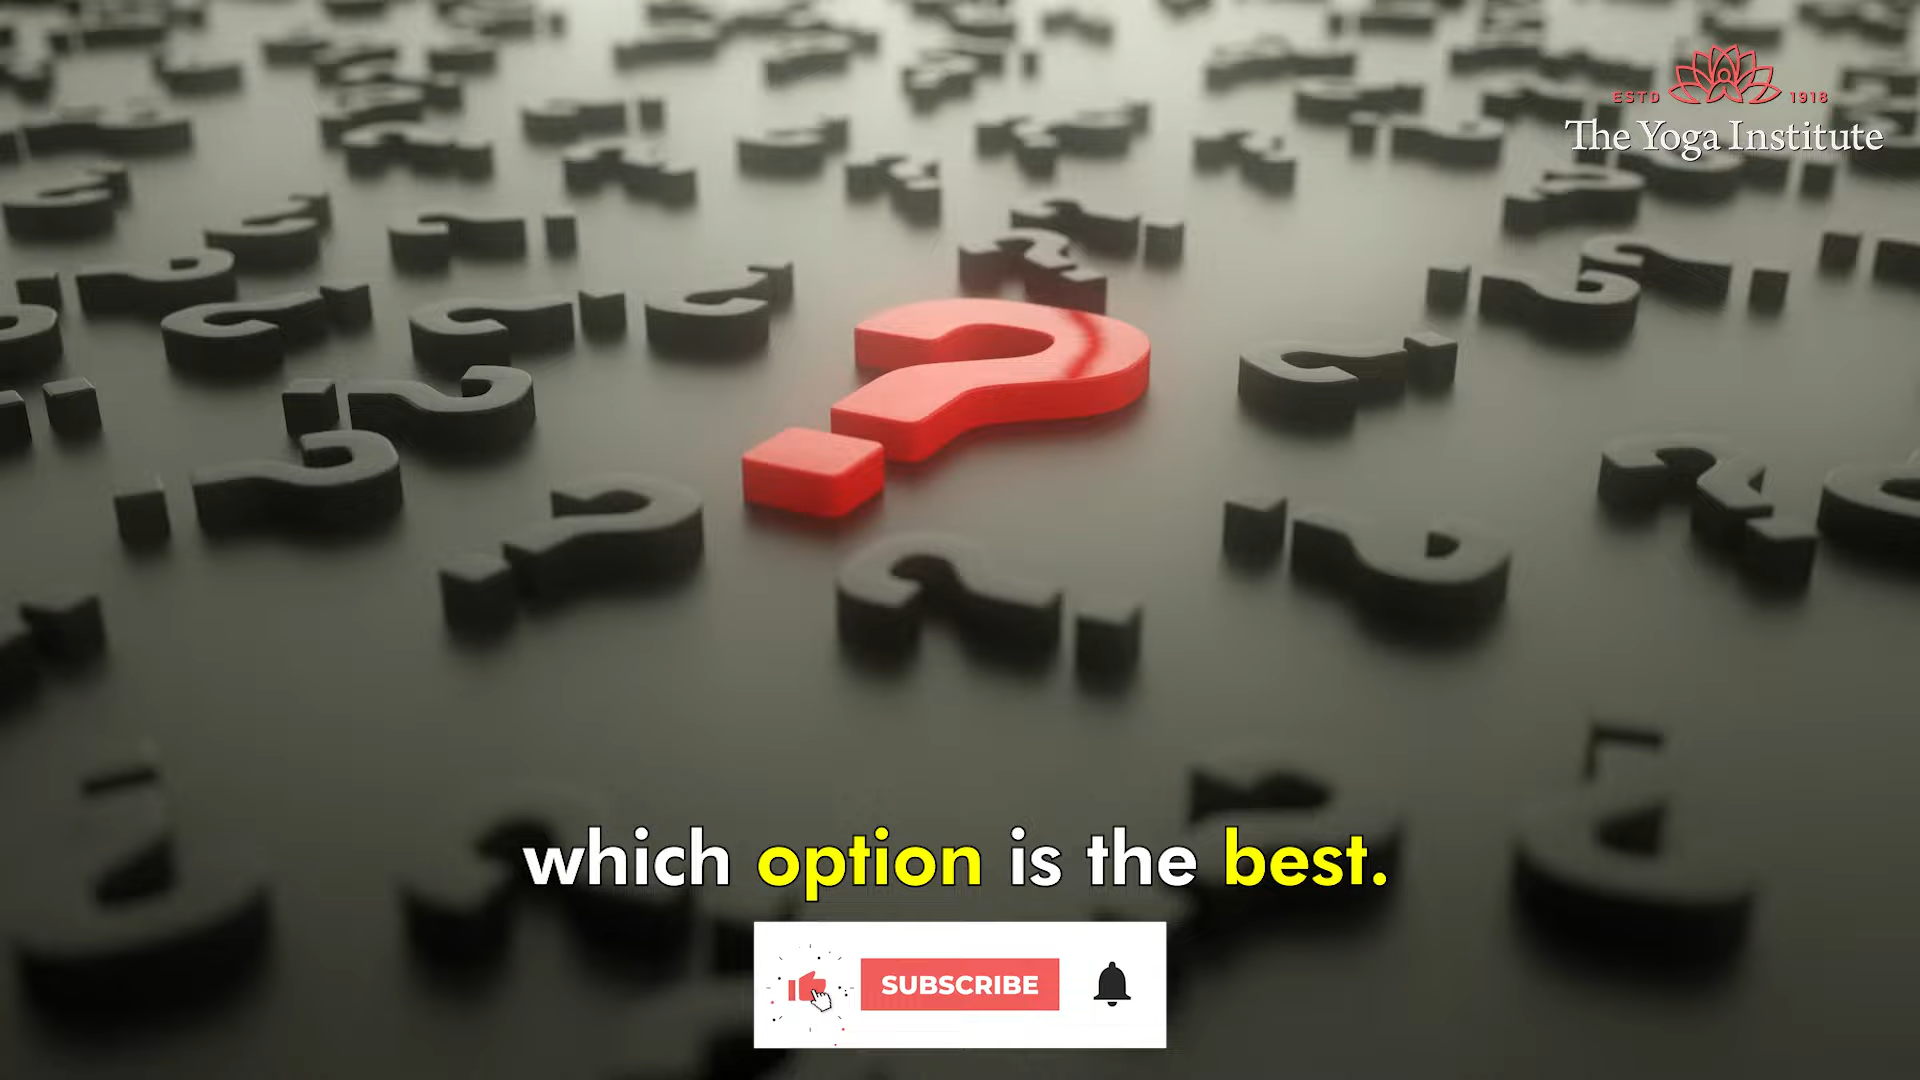 ESTD 1918
The Yoga Institute
which option is the best.
SUBSCRIBE